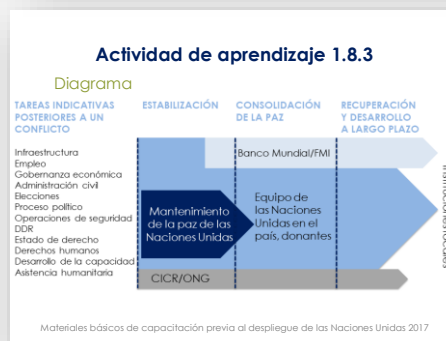 Actividad de aprendizaje 1.8.3
Diagrama
TAREAS INDICATIVAS
POSTERIORES A UN
CONFLICTO
ESTABILIZACIÓN
CONSOLIDACIÓN
DE LA PAZ
RECUPERACIÓN
Y DESARROLLO
A LARGO PLAZO
Infraestructura
Empleo
Gobernanza económica
Administración civil
Elecciones
Proceso político
Operaciones de seguridad
DDR
Estado de derecho
Derechos humanos
Desarrollo de la capacidad
Asistencia humanitaria
Banco Mundial/FMI
Mantenimiento
de la paz de las
Naciones Unidas
Equipo de
las Naciones
Unidas en el
país, donantes
CICR/ONG
Materiales básicos de capacitación previa al despliegue de las Naciones Unidas 2017